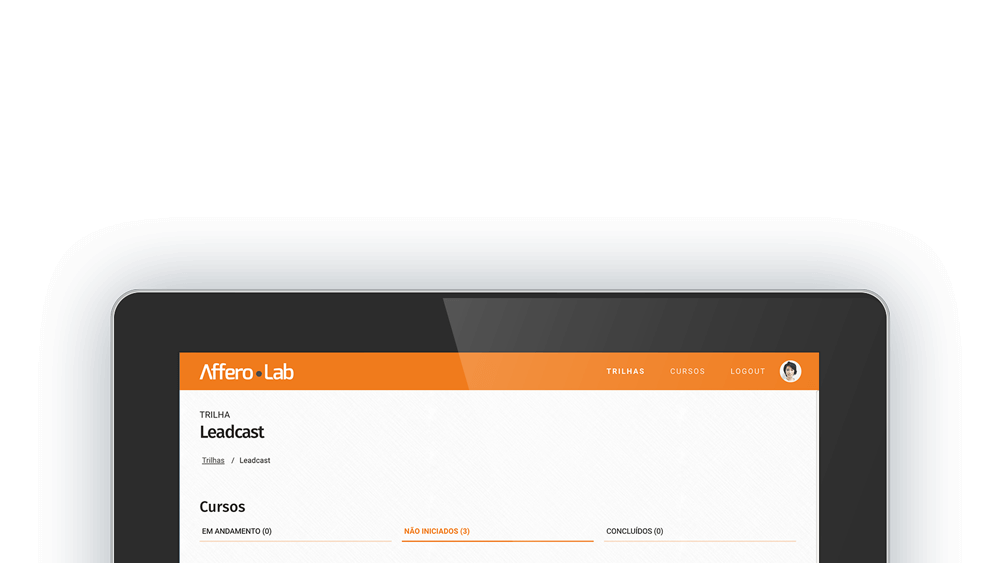 Affero Lab
TRILHAS CURSOS LOGOUT
TRILHA
Leadcast
Trilhas / Leadcast
Cursos
EM ANDAMENTO (0) NÃO INICIADOS (3) CONCLUÍDOS (0)